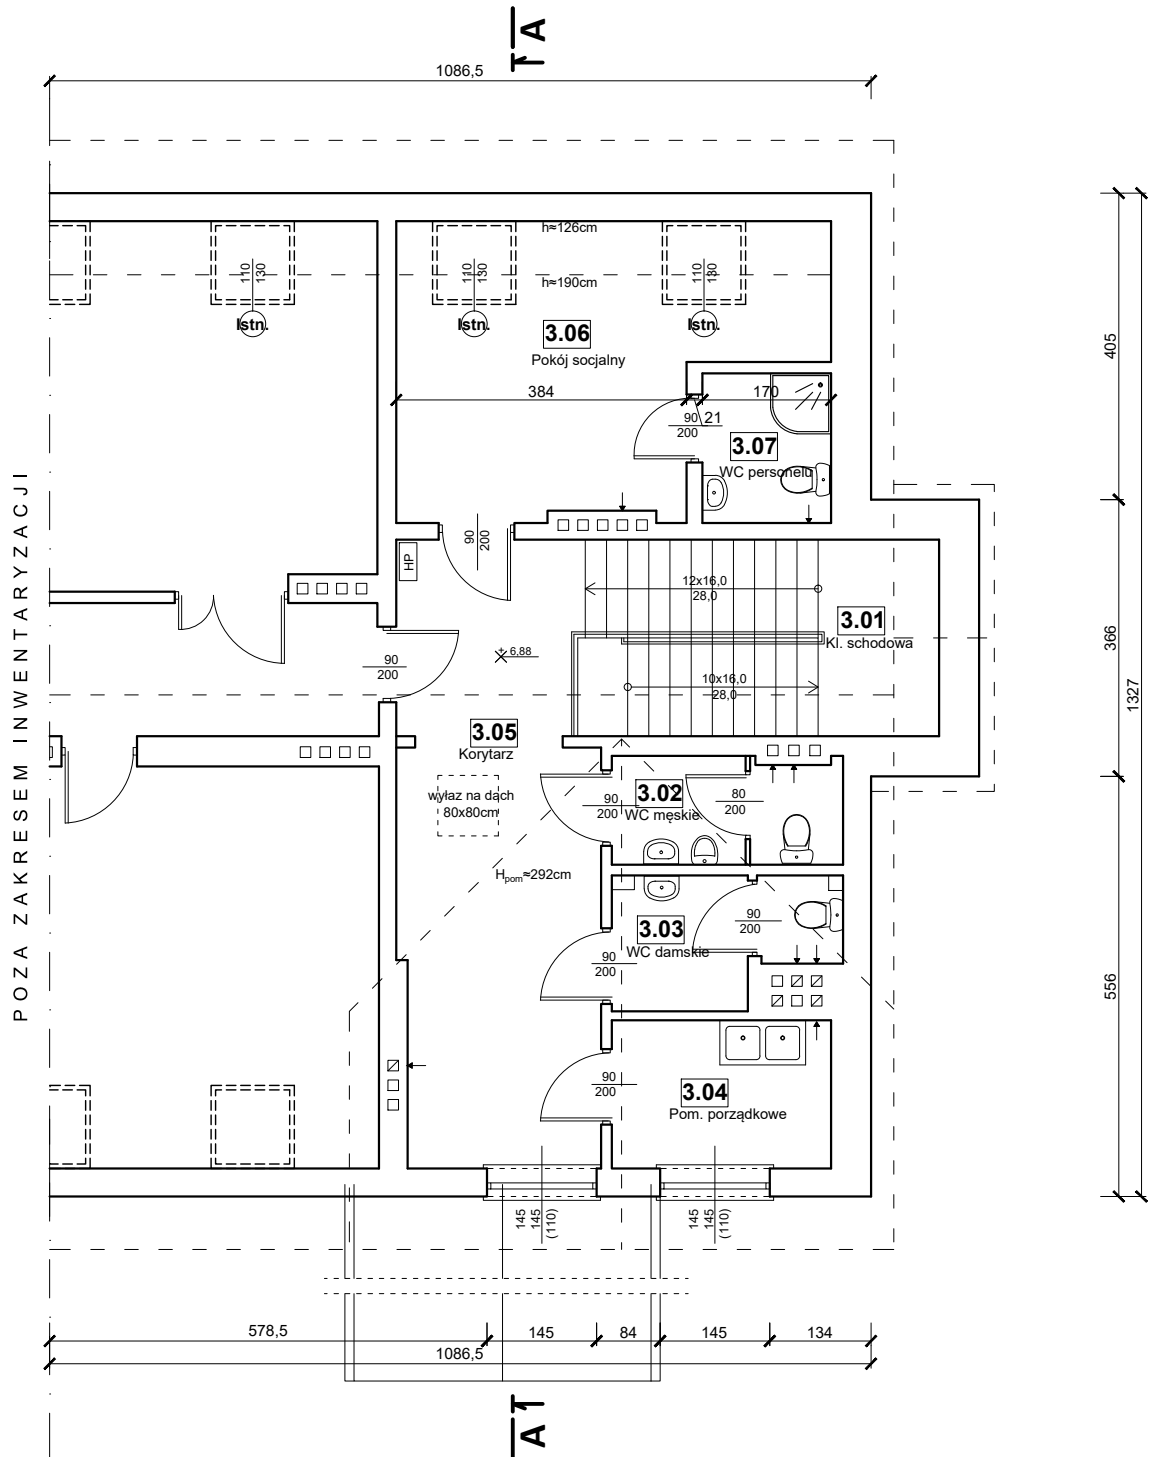 A
1
1086,5
h≈126cm
h≈190cm
110
130
Istn.
110
130
Istn.
110
130
Istn.
3.06
Pokój socjalny
384
170
21
90
200
3.07
WC personelu
405
90
200
HP
12x16,0
28,0
3.01
Kl. schodowa
+ 6,88
90
200
10x16,0
28,0
366
1327
3.05
Korytarz
wyłaz na dach
80x80cm
90
200
3.02
WC męskie
80
200
Hpom≈292cm
3.03
WC damskie
90
200
90
200
556
90
200
3.04
Pom. porządkowe
145
145
(110)
145
145
(110)
POZA ZAKRESEM INWENTARYZACJI
578,5
145
84
145
134
1086,5
A
1